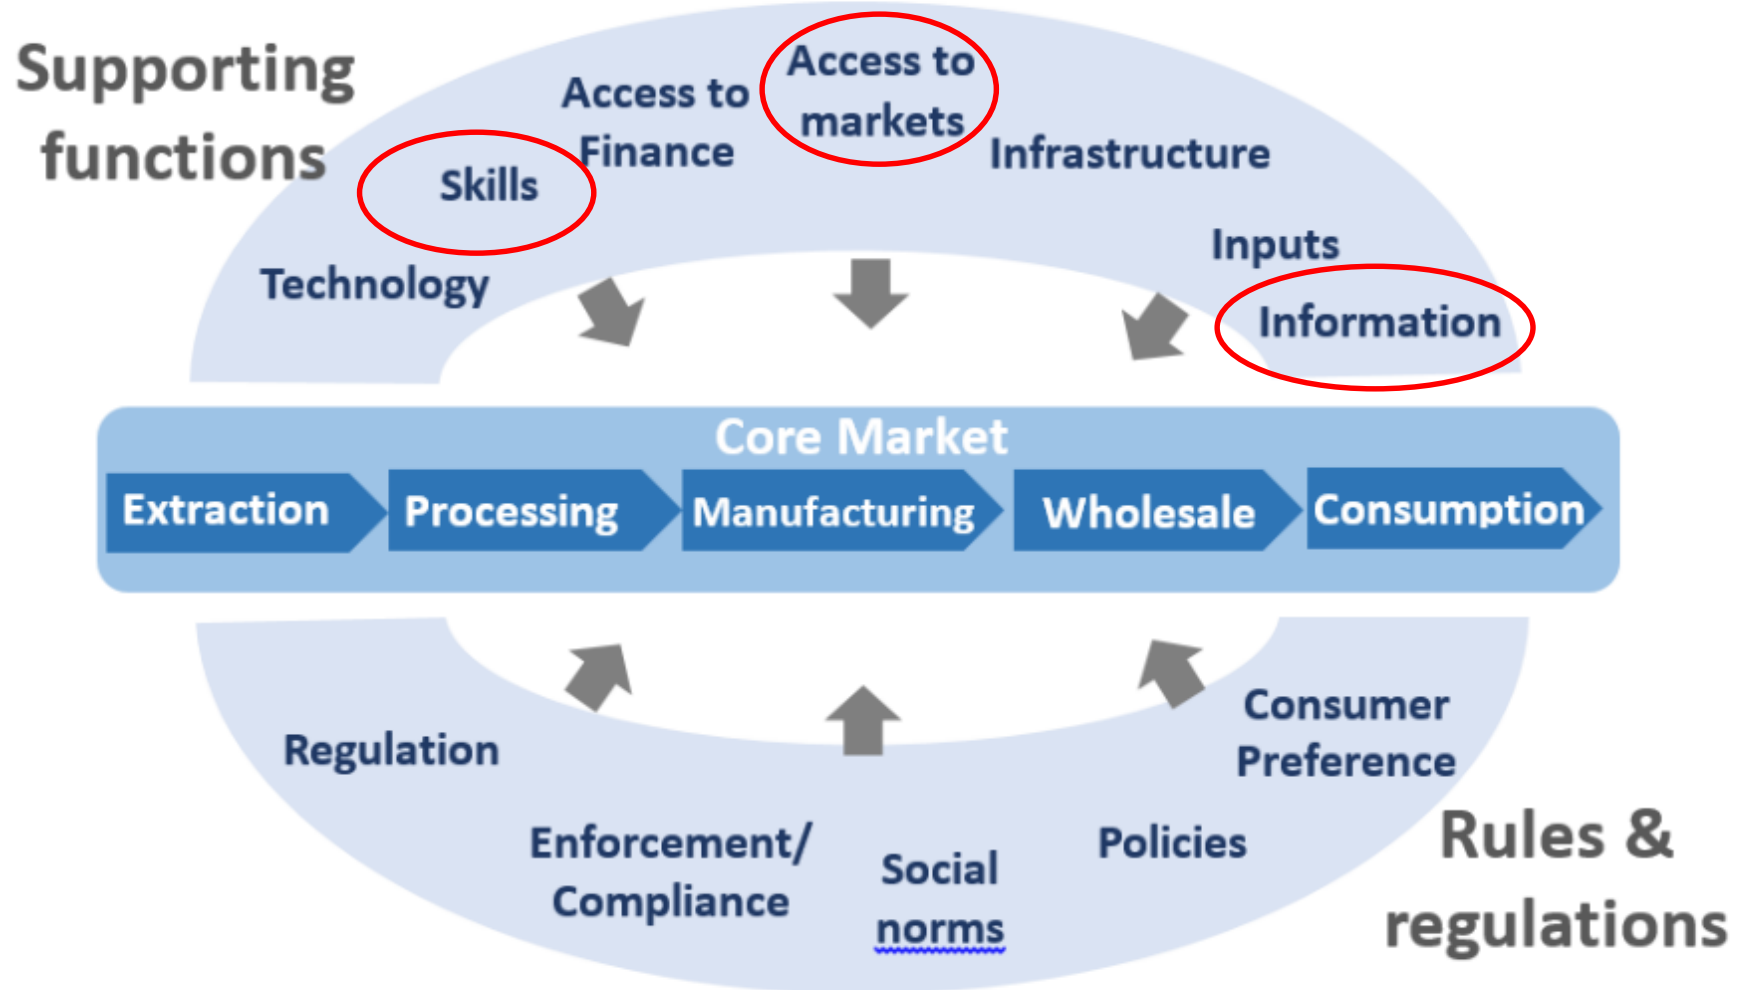 Supporting
functions
Access to
markets
Access to
Finance
Infrastructure
Skills
Inputs
Technology
Information
Core Market
Extraction
Processing
Manufacturing
Wholesale
Consumption
Regulation
Consumer
Preference
Enforcement/
Compliance
Social
norms
Policies
Rules &
regulations